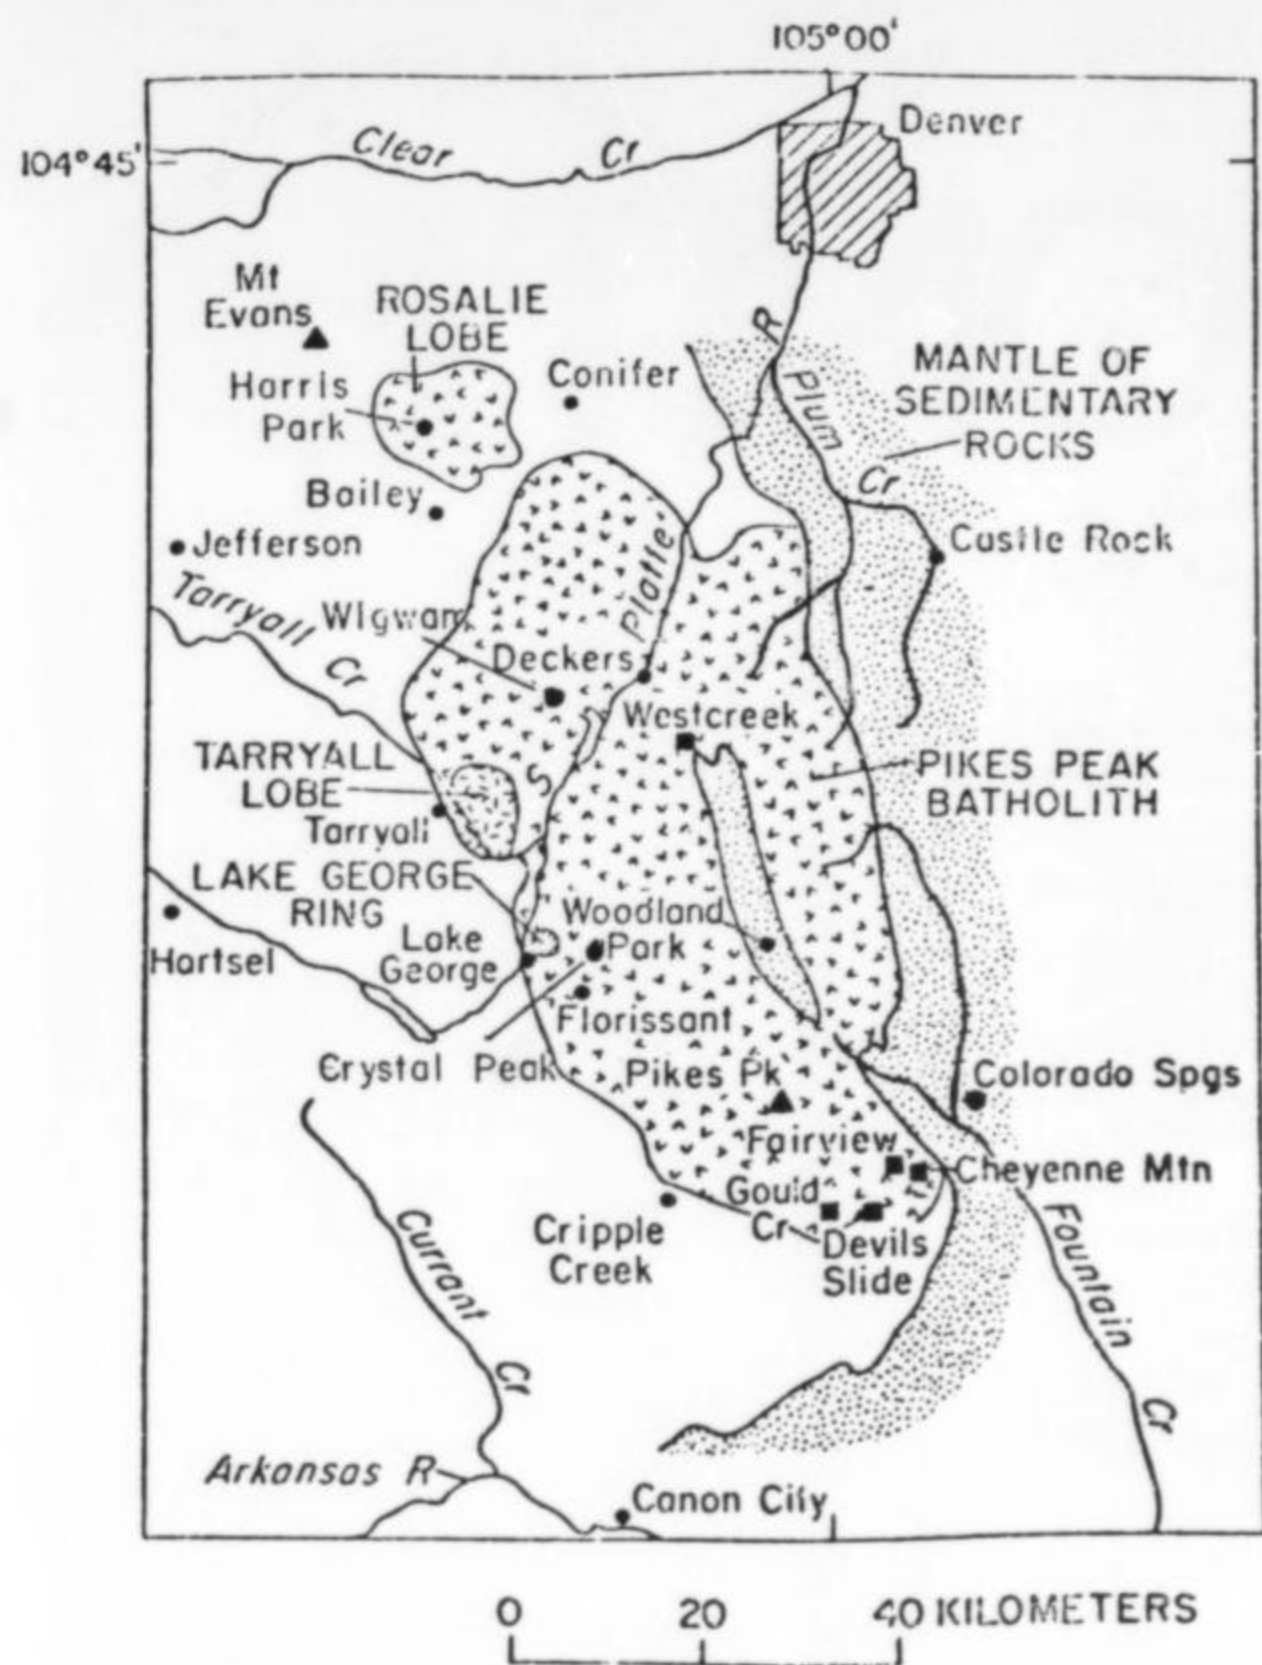 105°00'
Denver
Clear Cr
104°45'
Mt
Evans
ROSALIE
LOBE
R
Conifer
MANTLE OF
SEDIMENTARY
ROCKS
Harris
Park
Plum
Cr
Bailey
Jefferson
Castle Rock
Platte
Tarryall Cr
Wigwam
Deckers
Westcreek
TARRYALL
LOBE
S
PIKES PEAK
BATHOLITH
Tarryall
LAKE GEORGE
RING
Woodland
Park
Lake
George
Hartsel
Florissant
Crystal Peak
Pikes Pk
Colorado Spgs
Fairview
Cheyenne Mtn
Gould
Cr
Devils
Slide
Cripple
Creek
Currant
Cr
Fountain
Cr
Arkansas R
Canon City
0 20 40 KILOMETERS